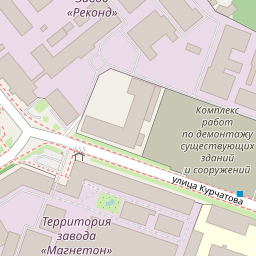 Завод
«Реконд»
Комплекс
работ
по демонтажу
существующих
зданий
и сооружений
улица Курчатова
Территория
завода
«Магнетон»